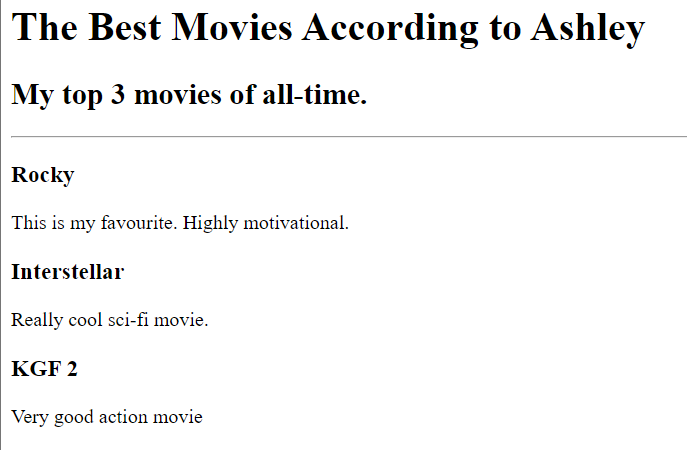 The Best Movies According to Ashley
My top 3 movies of all-time.
Rocky
This is my favourite. Highly motivational.
Interstellar
Really cool sci-fi movie.
KGF 2
Very good action movie